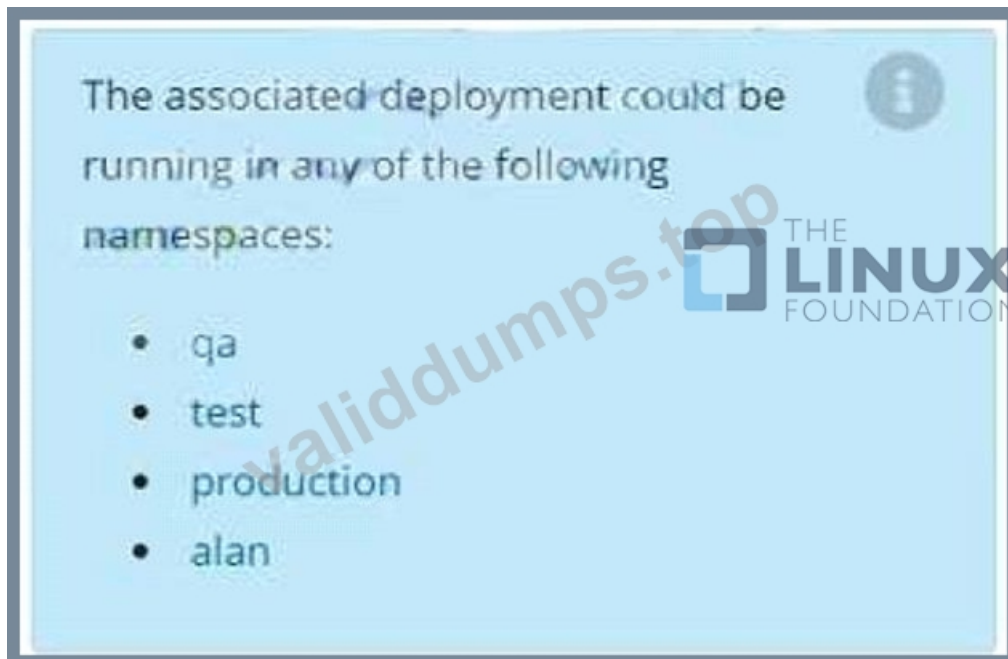 The associated deployment could be
running in any of the following
namespaces:
• qa
• test
• production
• alan
validdumps.top
THE
LINUX
FOUNDATION